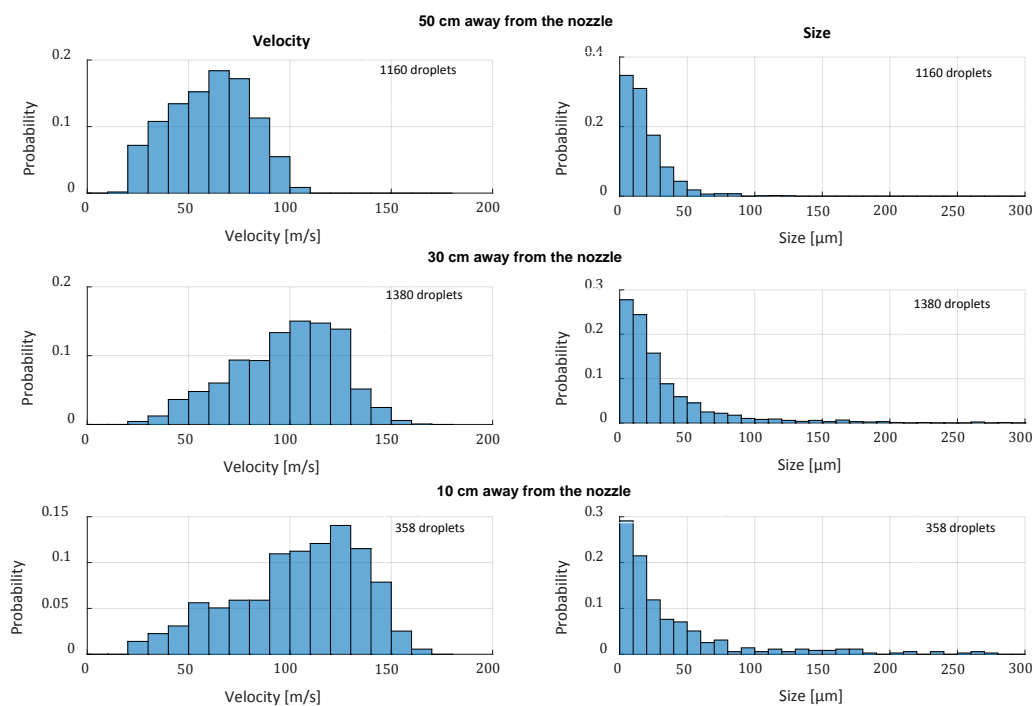 50 cm away from the nozzle
Velocity
Size
0.2
0.1
0
Probability
1160 droplets
0
50
100
150
200
Velocity [m/s]
0.4
0.2
0
Probability
1160 droplets
0
50
100
150
200
250
300
Size [µm]
30 cm away from the nozzle
0.2
0.1
0
Probability
1380 droplets
0
50
100
150
200
Velocity [m/s]
0.3
0.2
0.1
0
Probability
1380 droplets
0
50
100
150
200
250
300
Size [µm]
10 cm away from the nozzle
0.15
0.1
0.05
0
Probability
358 droplets
0
50
100
150
200
Velocity [m/s]
0.3
0.2
0.1
0
Probability
358 droplets
0
50
100
150
200
250
300
Size [µm]